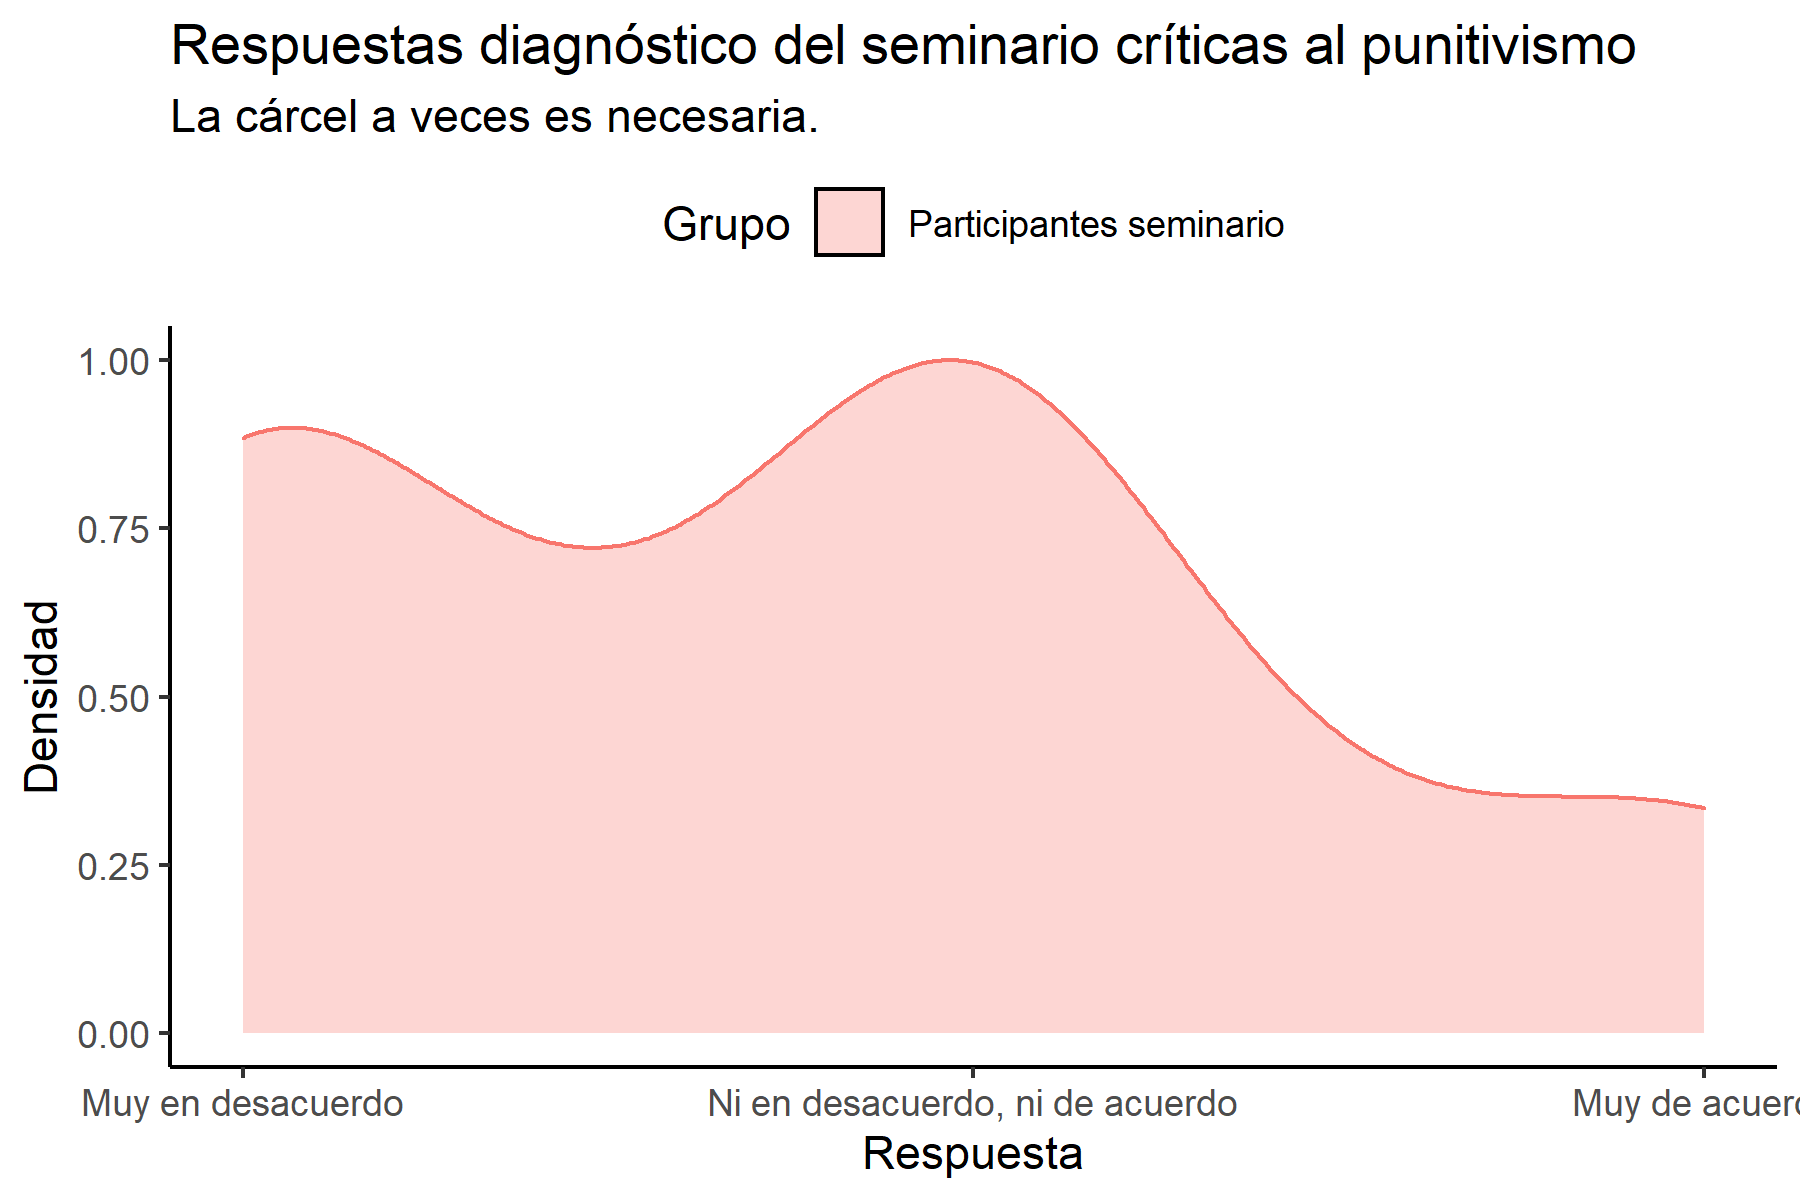 Respuestas diagnóstico del seminario críticas al punitivismo
La cárcel a veces es necesaria.
Grupo Participantes seminario
1.00
0.75
0.50
0.25
0.00
Densidad
Muy en desacuerdo Ni en desacuerdo, ni de acuerdo Muy de acuerd
Respuesta